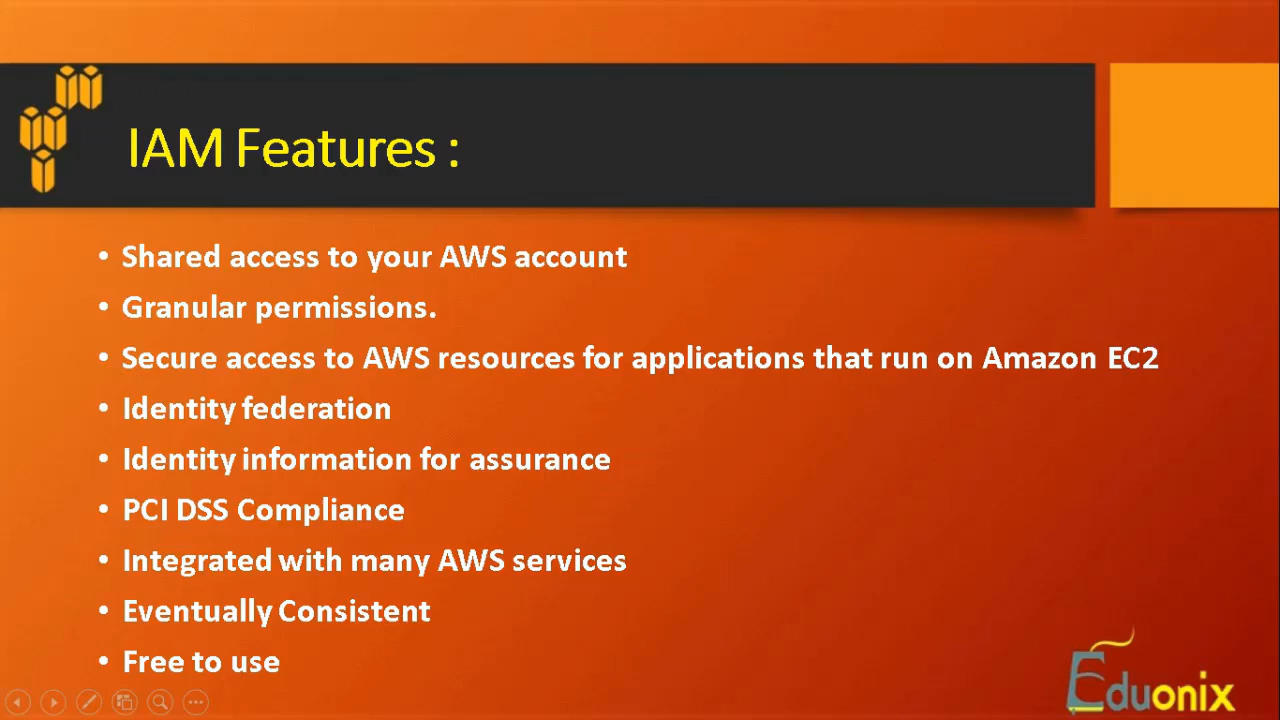 IAM Features :
• Shared access to your AWS account
• Granular permissions.
• Secure access to AWS resources for applications that run on Amazon EC2
• Identity federation
• Identity information for assurance
• PCI DSS Compliance
• Integrated with many AWS services
• Eventually Consistent
• Free to use
Eduonix